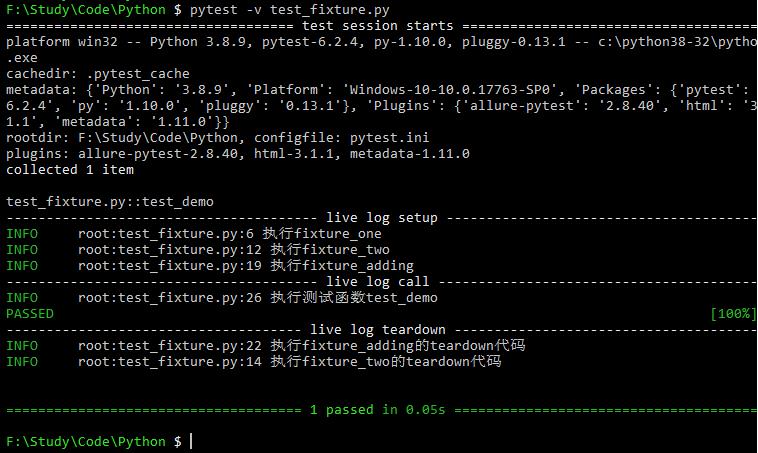 F:\Study\Code\Python $ pytest -v test_fixture.py
==================================== test session starts =====================================
platform win32 -- Python 3.8.9, pytest-6.2.4, py-1.10.0, pluggy-0.13.1 -- c:\python38-32\python
.exe
cachedir: .pytest_cache
metadata: {'Python': '3.8.9', 'Platform': 'Windows-10-10.0.17763-SP0', 'Packages': {'pytest':
6.2.4', 'py': '1.10.0', 'pluggy': '0.13.1'}, 'Plugins': {'allure-pytest': '2.8.40', 'html': '3
1.1', 'metadata': '1.11.0'}}
rootdir: F:\Study\Code\Python, configfile: pytest.ini
plugins: allure-pytest-2.8.40, html-3.1.1, metadata-1.11.0
collected 1 item
test_fixture.py::test_demo
--------------------------------------- live log setup ---------------------------------------
INFO     root:test_fixture.py:6 执行fixture_one
INFO     root:test_fixture.py:12 执行fixture_two
INFO     root:test_fixture.py:19 执行fixture_adding
--------------------------------------- live log call ----------------------------------------
INFO     root:test_fixture.py:26 执行测试函数test_demo
PASSED [100%]
-------------------------------------- live log teardown --------------------------------------
INFO     root:test_fixture.py:22 执行fixture_adding的teardown代码
INFO     root:test_fixture.py:14 执行fixture_two的teardown代码
===================================== 1 passed in 0.05s ======================================
F:\Study\Code\Python $